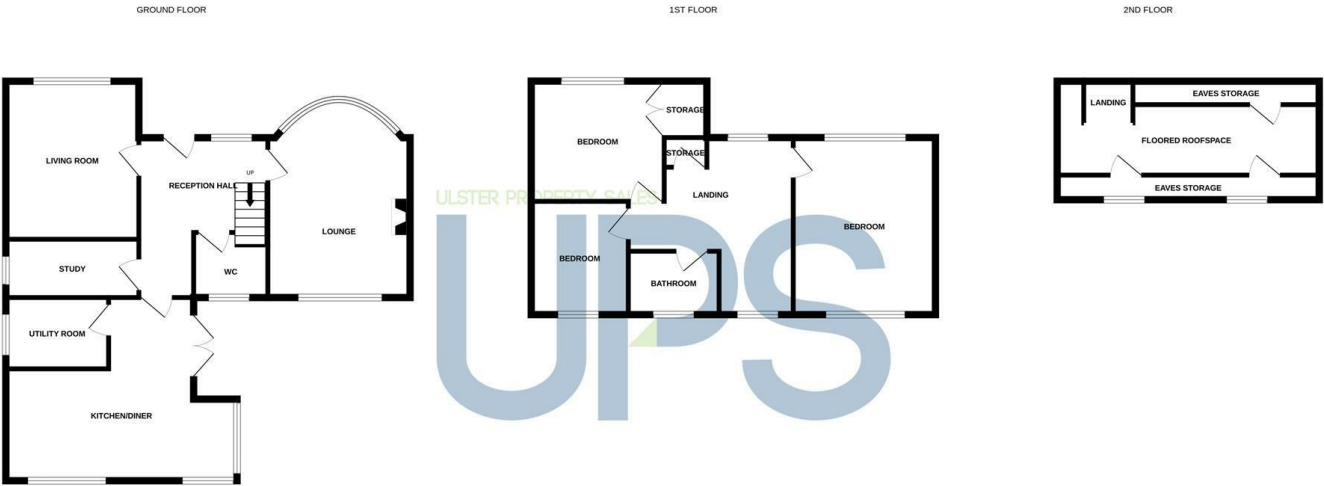 GROUND FLOOR
1ST FLOOR
2ND FLOOR
LIVING ROOM
RECEPTION HALL
UP
LOUNGE
STUDY
WC
UTILITY ROOM
KITCHEN/DINER
BEDROOM
STORAGE
STORAGE
LANDING
BEDROOM
BEDROOM
BATHROOM
ULSTER PROPERTY SALES
UPS
LANDING
EAVES STORAGE
FLOORED ROOFSPACE
EAVES STORAGE